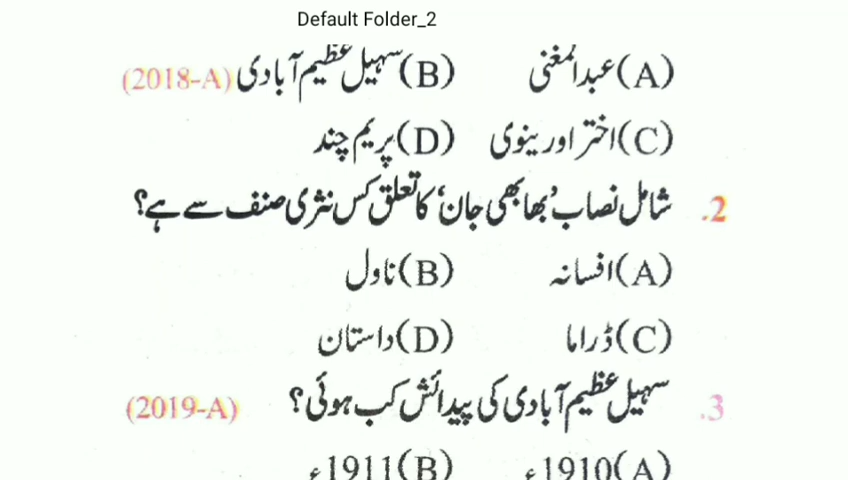 Default Folder_2
(A) عبدالمغنی (B) سہیل عظیم آبادی (2018-A)
(C) اختر اورینوی (D) پریم چند
2. شامل نصاب 'بھابھی جان' کا تعلق کس نثری صنف سے ہے؟
(A) افسانہ (B) ناول
(C) ڈراما (D) داستان
3. سہیل عظیم آبادی کی پیدائش کب ہوئی؟ (2019-A)
(A) 1910ء (B) 1911ء